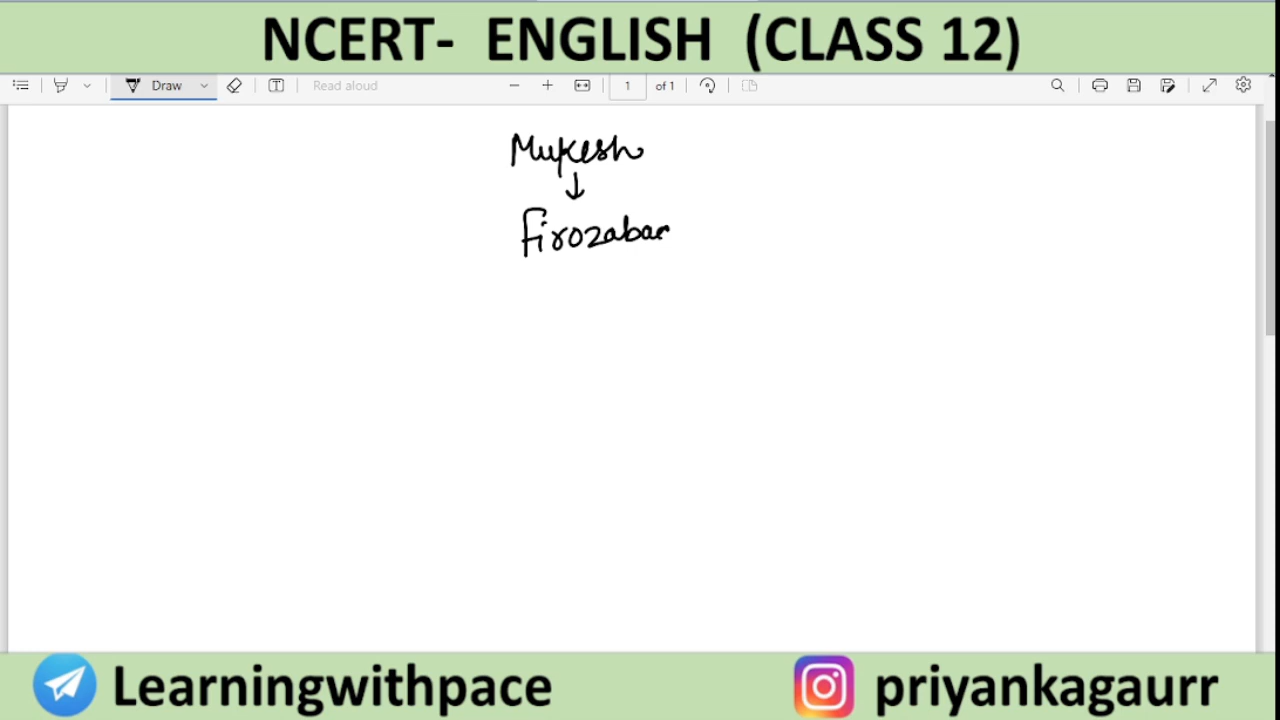 NCERT- ENGLISH (CLASS 12)
Draw Read aloud 1 of 1
Mukesh
Firozabar
Learningwithpace priyankagaurr